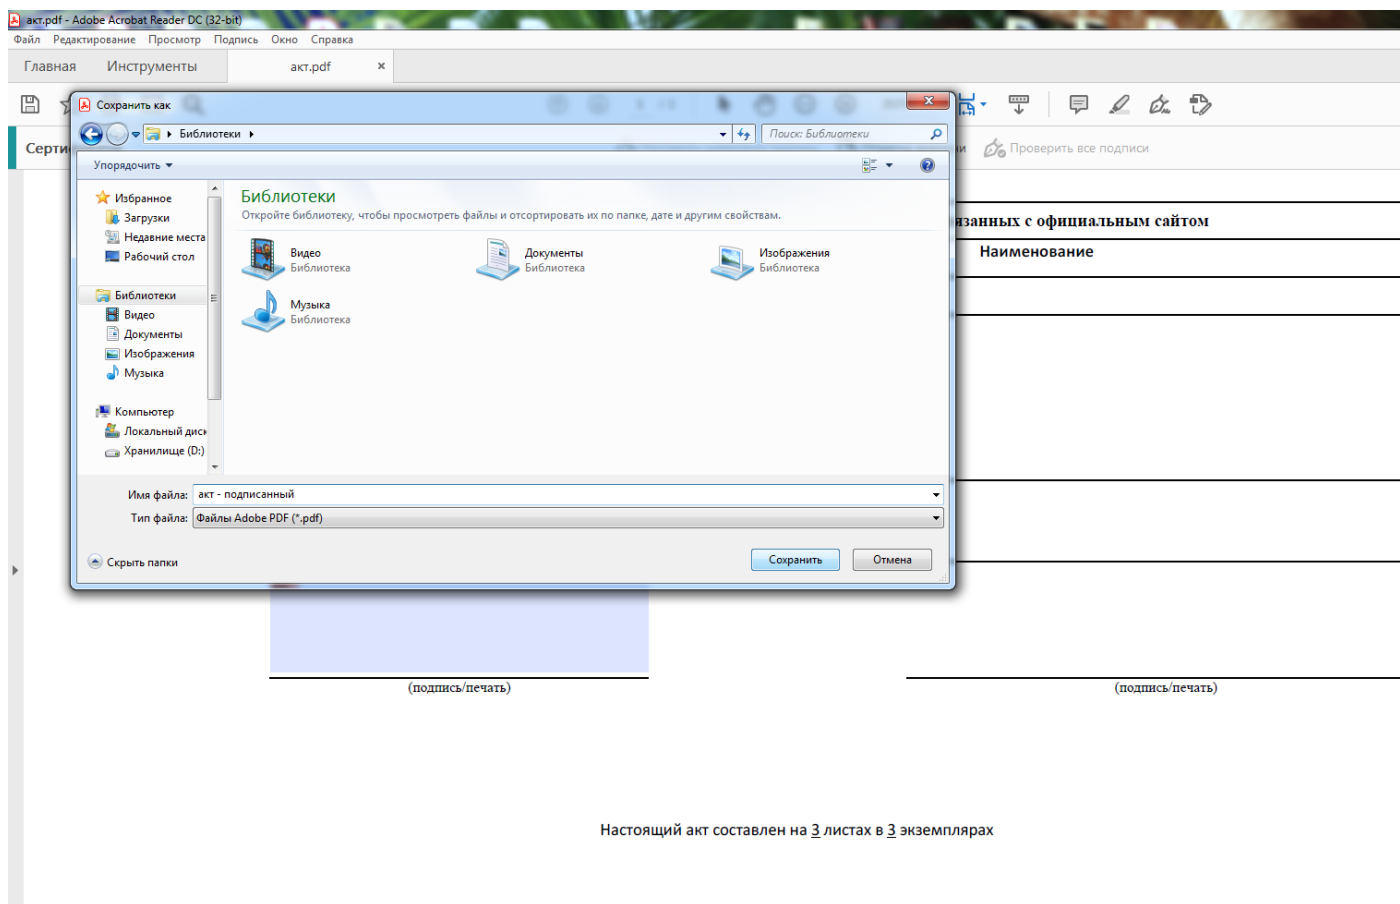 акт.pdf - Adobe Acrobat Reader DC (32-bit)
Файл Редактирование Просмотр Подпись Окно Справка
Главная Инструменты акт.pdf ×
Сохранить как
Библиотеки
Поиск: Библиотеки
Серти
Проверить все подписи
Упорядочить
Избранное
Загрузки
Недавние места
Рабочий стол
Библиотеки
Видео
Документы
Изображения
Музыка
Компьютер
Локальный диск
Хранилище (D:)
Библиотеки
Откройте библиотеку, чтобы просмотреть файлы и отсортировать их по папке, дате и другим свойствам.
Видео
Библиотека
Документы
Библиотека
Изображения
Библиотека
Музыка
Библиотека
Имя файла: акт - подписанный
Тип файла: Файлы Adobe PDF (*.pdf)
Скрыть папки
Сохранить Отмена
язанных с официальным сайтом
Наименование
(подпись/печать) (подпись/печать)
Настоящий акт составлен на 3 листах в 3 экземплярах